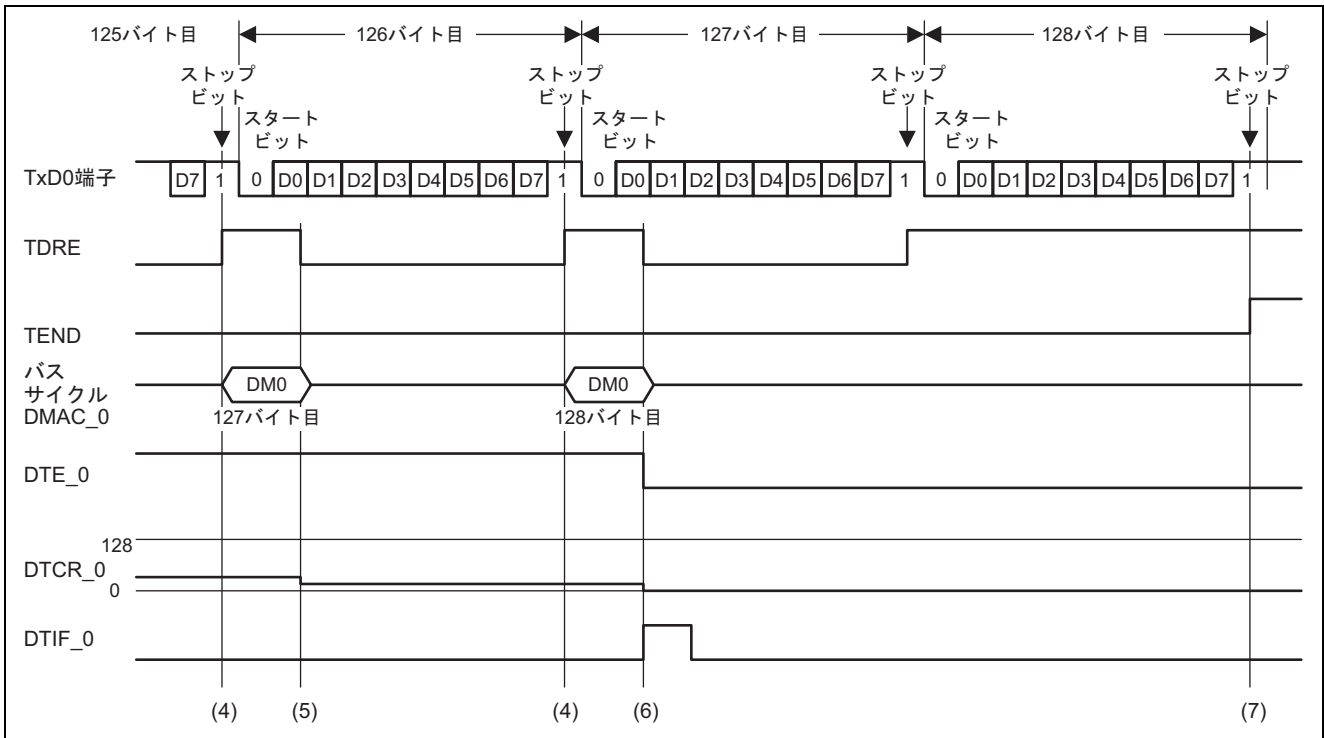 125バイト目 126バイト目 127バイト目 128バイト目
ストップ ストップ ストップ ストップ
ビット ビット ビット ビット
スタート スタート スタート
ビット ビット ビット
TxD0端子 D7 1 0 D0 D1 D2 D3 D4 D5 D6 D7 1 0 D0 D1 D2 D3 D4 D5 D6 D7 1 0 D0 D1 D2 D3 D4 D5 D6 D7 1
TDRE
TEND
バス
サイクル
DMAC_0
DM0 DM0
127バイト目 128バイト目
DTE_0
128
DTCR_0
0
DTIF_0
(4) (5) (4) (6) (7)